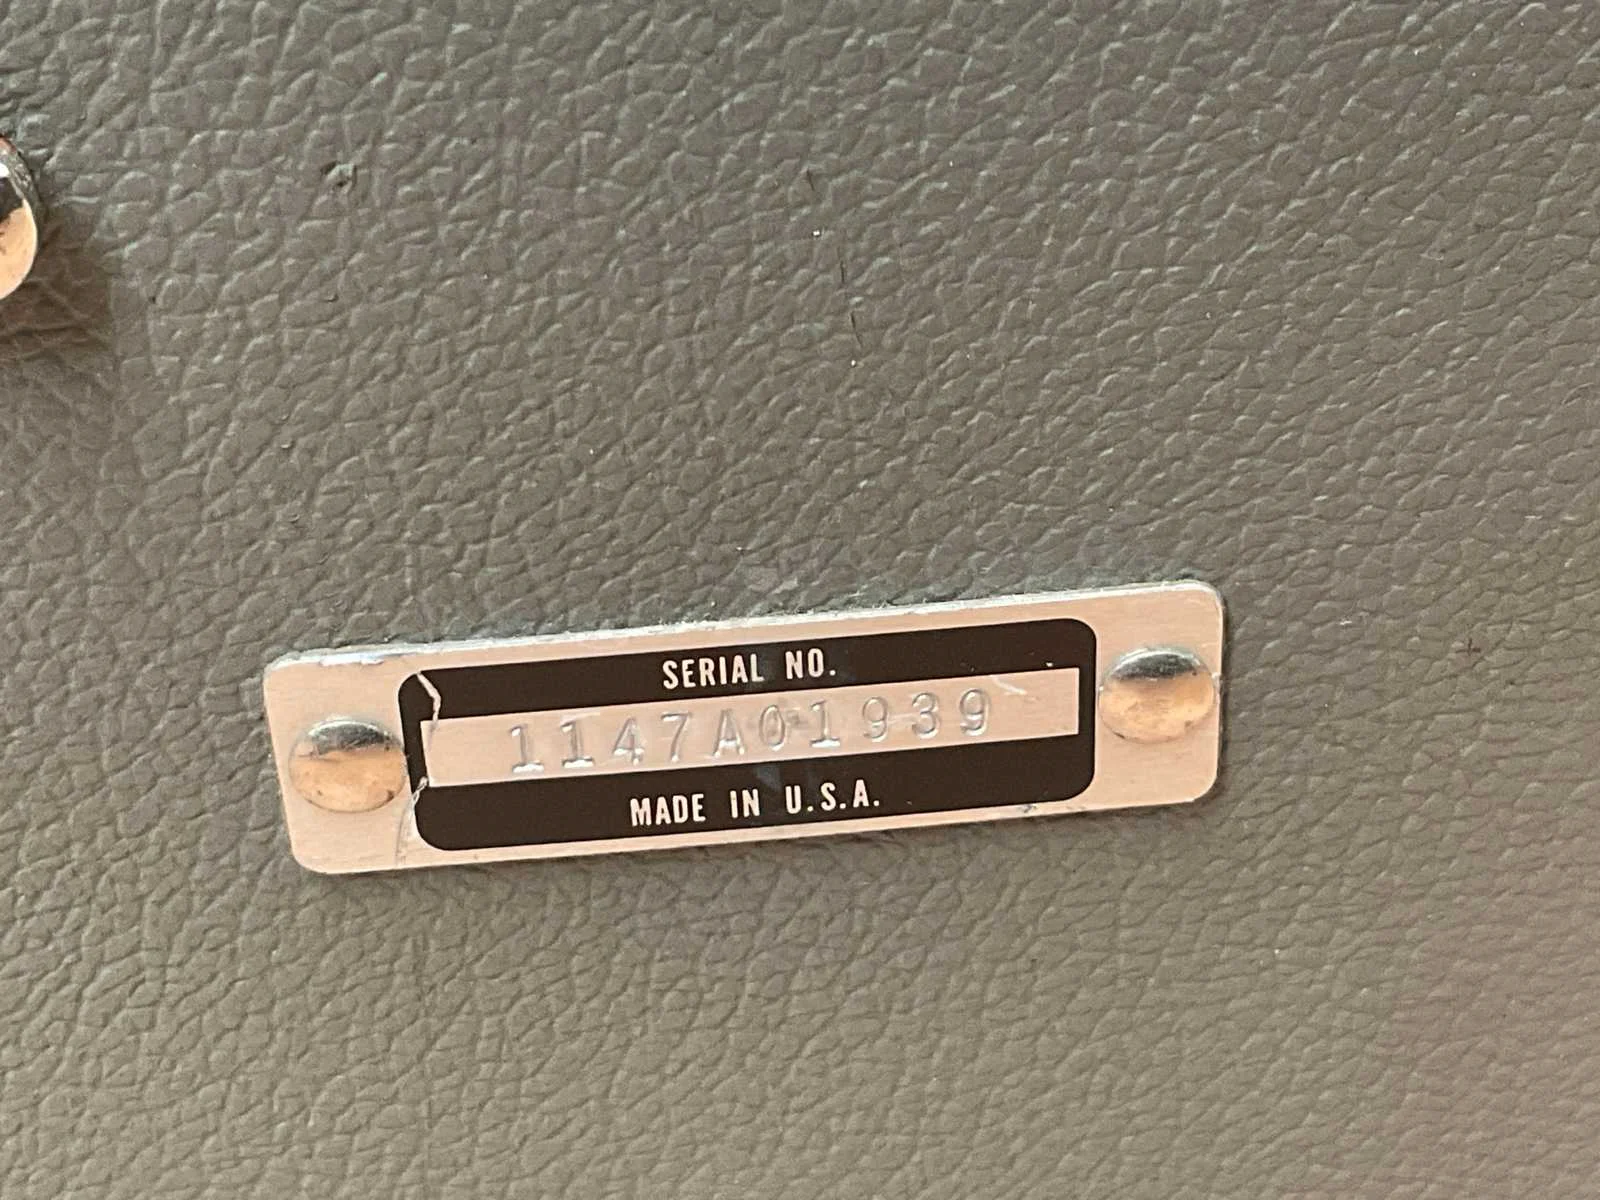 SERIAL NO.
1147A01939
MADE IN U.S.A.